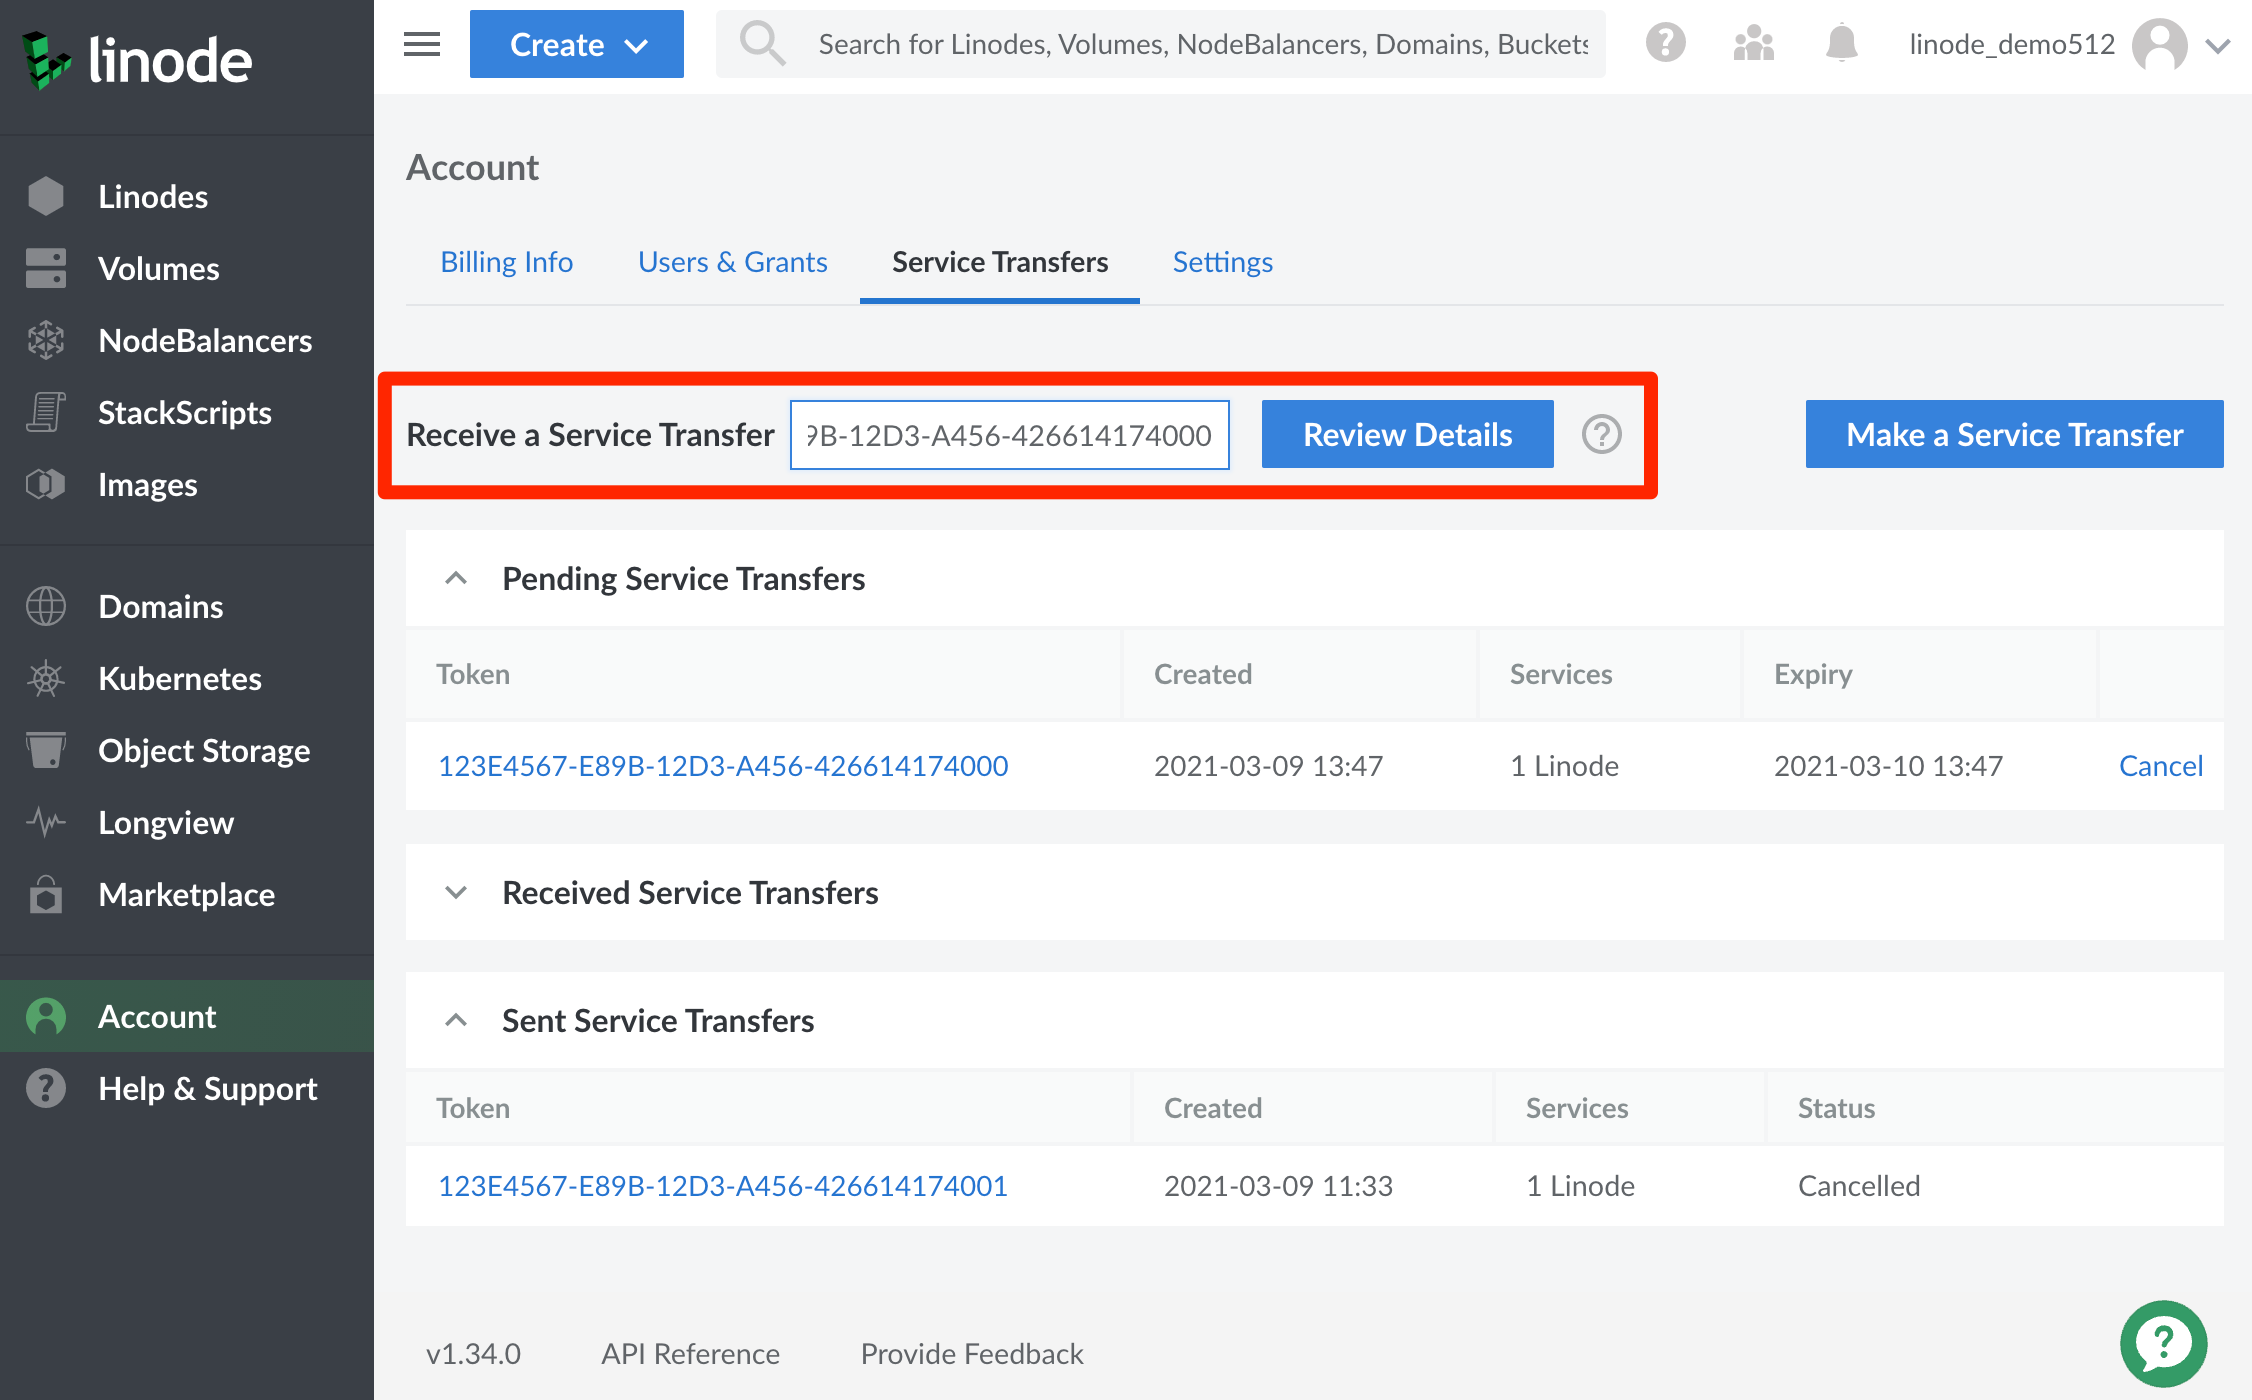 linode
Create
Search for Linodes, Volumes, NodeBalancers, Domains, Buckets
linode_demo512
Linodes
Volumes
NodeBalancers
StackScripts
Images
Domains
Kubernetes
Object Storage
Longview
Marketplace
Account
Help & Support
Account
Billing Info Users & Grants Service Transfers Settings
Receive a Service Transfer 9B-12D3-A456-426614174000 Review Details ? Make a Service Transfer
Pending Service Transfers
Token Created Services Expiry
123E4567-E89B-12D3-A456-426614174000 2021-03-09 13:47 1 Linode 2021-03-10 13:47 Cancel
Received Service Transfers
Sent Service Transfers
Token Created Services Status
123E4567-E89B-12D3-A456-426614174001 2021-03-09 11:33 1 Linode Cancelled
v1.34.0 API Reference Provide Feedback